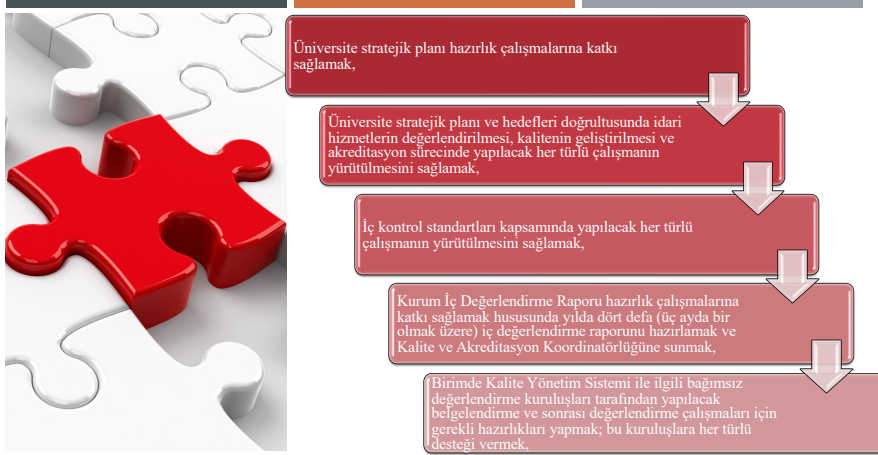 Üniversite stratejik planı hazırlık çalışmalarına katkı
sağlamak,
Üniversite stratejik planı ve hedefleri doğrultusunda idari
hizmetlerin değerlendirilmesi, kalitenin geliştirilmesi ve
akreditasyon sürecinde yapılacak her türlü çalışmanın
yürütülmesini sağlamak,
İç kontrol standartları kapsamında yapılacak her türlü
çalışmanın yürütülmesini sağlamak,
Kurum İç Değerlendirme Raporu hazırlık çalışmalarına
katkı sağlamak hususunda yılda dört defa (üç ayda bir
olmak üzere) iç değerlendirme raporunu hazırlamak ve
Kalite ve Akreditasyon Koordinatörlüğüne sunmak,
Birimde Kalite Yönetim Sistemi ile ilgili bağımsız
değerlendirme kuruluşları tarafından yapılacak
belgelendirme ve sonrası değerlendirme çalışmaları için
gerekli hazırlıkları yapmak; bu kuruluşlara her türlü
desteği vermek,